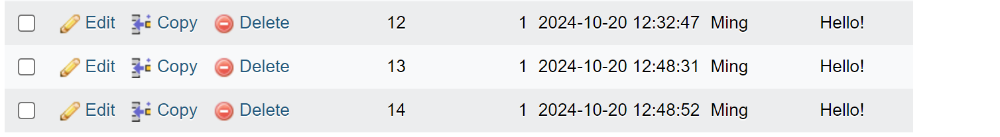 Edit Copy Delete 12 1 2024-10-20 12:32:47 Ming Hello!
Edit Copy Delete 13 1 2024-10-20 12:48:31 Ming Hello!
Edit Copy Delete 14 1 2024-10-20 12:48:52 Ming Hello!